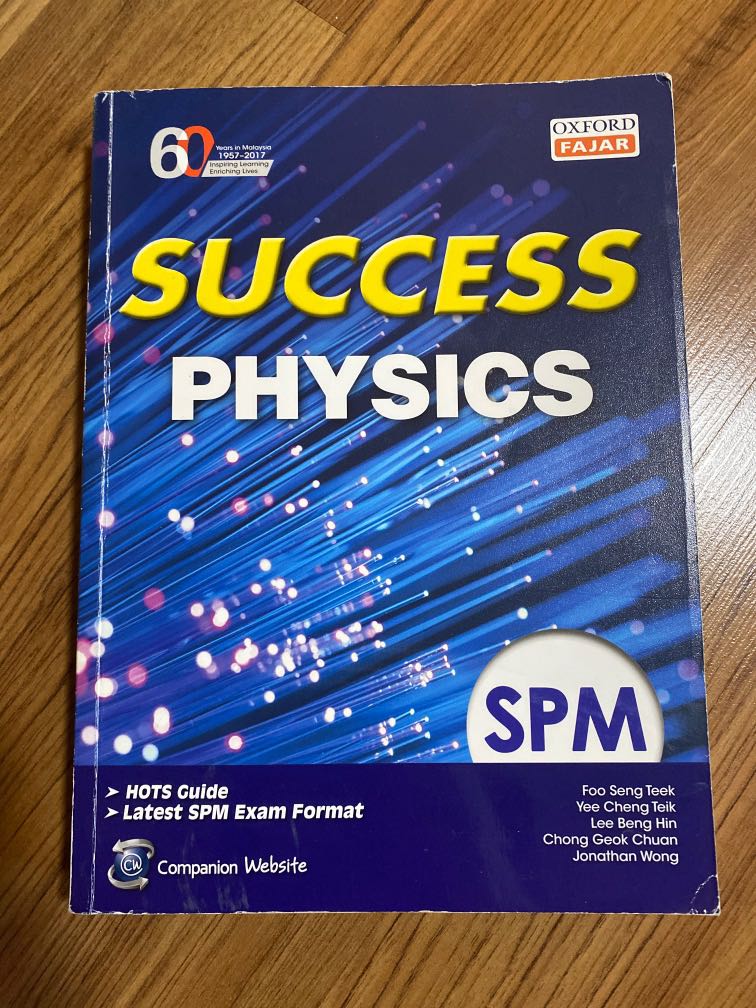 60 Years in Malaysia
1957-2017
Inspiring Learning
Enriching Lives
OXFORD
FAJAR
SUCCESS
PHYSICS
SPM
➤ HOTS Guide
➤ Latest SPM Exam Format
CW Companion Website
Foo Seng Teek
Yee Cheng Teik
Lee Beng Hin
Chong Geok Chuan
Jonathan Wong